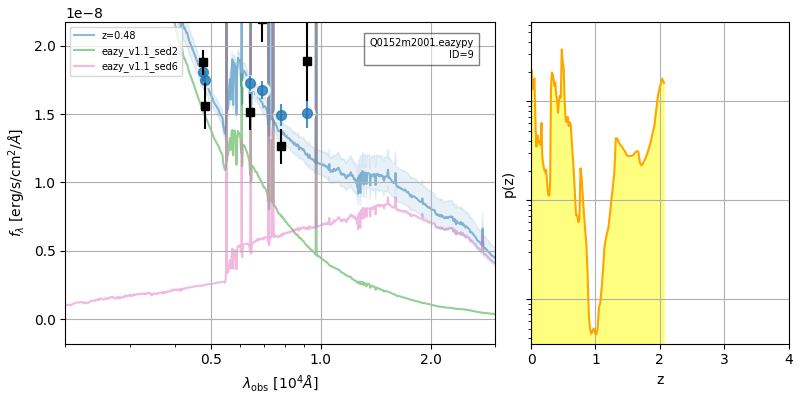 1e−8
z=0.48
eazy_v1.1_sed2
eazy_v1.1_sed6
Q0152m2001.eazypy
ID=9
2.0
1.5
1.0
0.5
0.0
f_λ [erg/s/cm²/Å]
0.5 1.0 2.0
λ_obs [10⁴Å]
p(z)
0 1 2 3 4
z